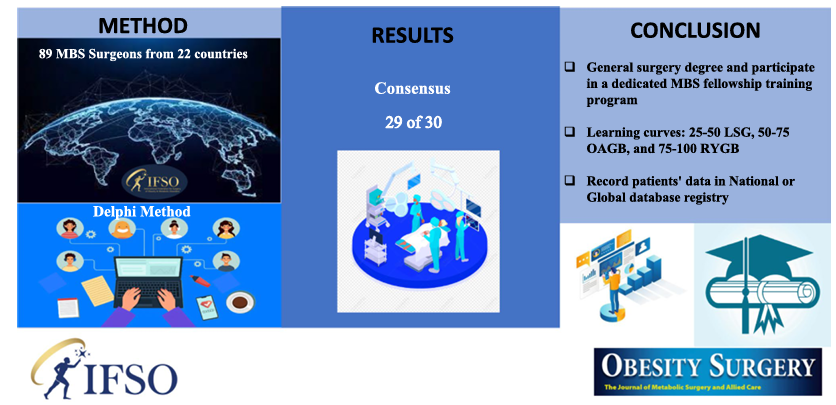 METHOD
89 MBS Surgeons from 22 countries
IFSO
Delphi Method
RESULTS
Consensus
29 of 30
CONCLUSION
General surgery degree and participate
in a dedicated MBS fellowship training
program
Learning curves: 25-50 LSG, 50-75
OAGB, and 75-100 RYGB
Record patients' data in National or
Global database registry
IFSO
OBESITY SURGERY
The Journal of Metabolic Surgery and Allied Care